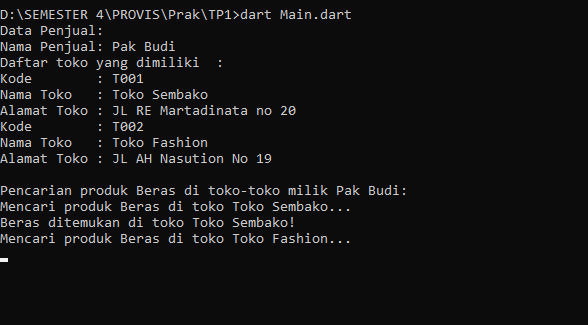 D:\SEMESTER 4\PROVIS\Prak\TP1>dart Main.dart
Data Penjual:
Nama Penjual: Pak Budi
Daftar toko yang dimiliki  :
Kode        : T001
Nama Toko   : Toko Sembako
Alamat Toko : JL RE Martadinata no 20
Kode        : T002
Nama Toko   : Toko Fashion
Alamat Toko : JL AH Nasution No 19

Pencarian produk Beras di toko-toko milik Pak Budi:
Mencari produk Beras di toko Toko Sembako...
Beras ditemukan di toko Toko Sembako!
Mencari produk Beras di toko Toko Fashion...